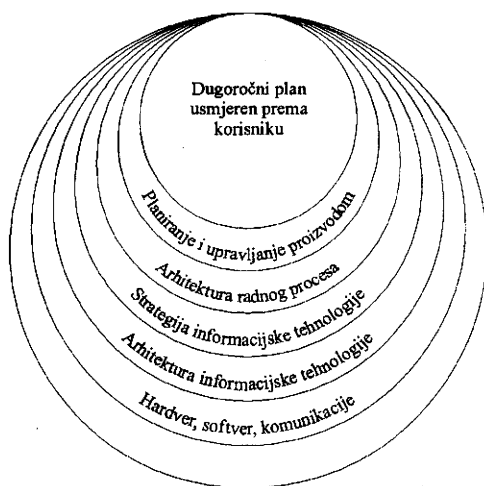 Dugoročni plan
usmjeren prema
korisniku
Planiranje i upravljanje proizvodom
Arhitektura radnog procesa
Strategija informacijske tehnologije
Arhitektura informacijske tehnologije
Hardver, softver, komunikacije